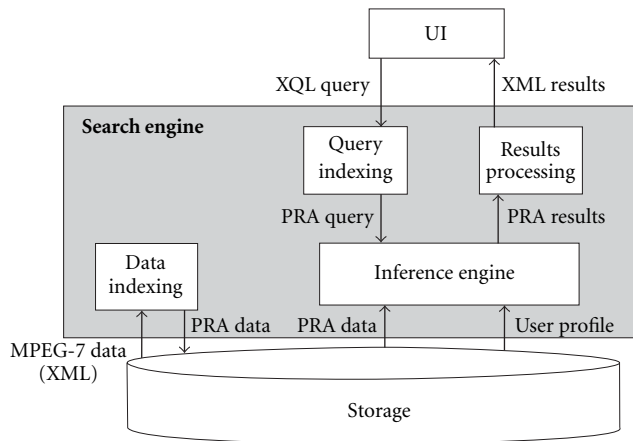 UI
XQL query
XML results
Search engine
Query
indexing
Results
processing
PRA query
PRA results
Data
indexing
Inference engine
PRA data
PRA data
User profile
MPEG-7 data
(XML)
Storage